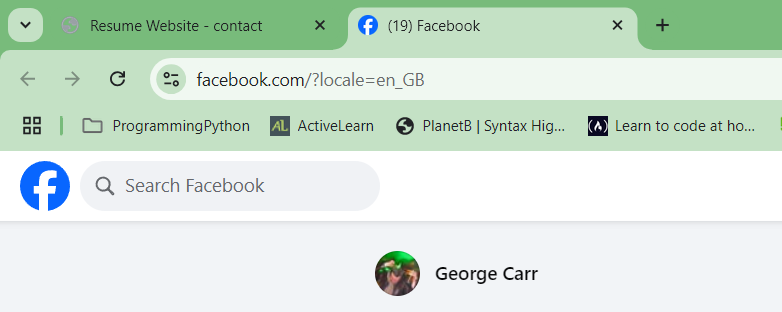 Resume Website - contact (19) Facebook
facebook.com/?locale=en_GB
ProgrammingPython AL ActiveLearn PlanetB | Syntax Hig... (A) Learn to code at ho...
Search Facebook
George Carr